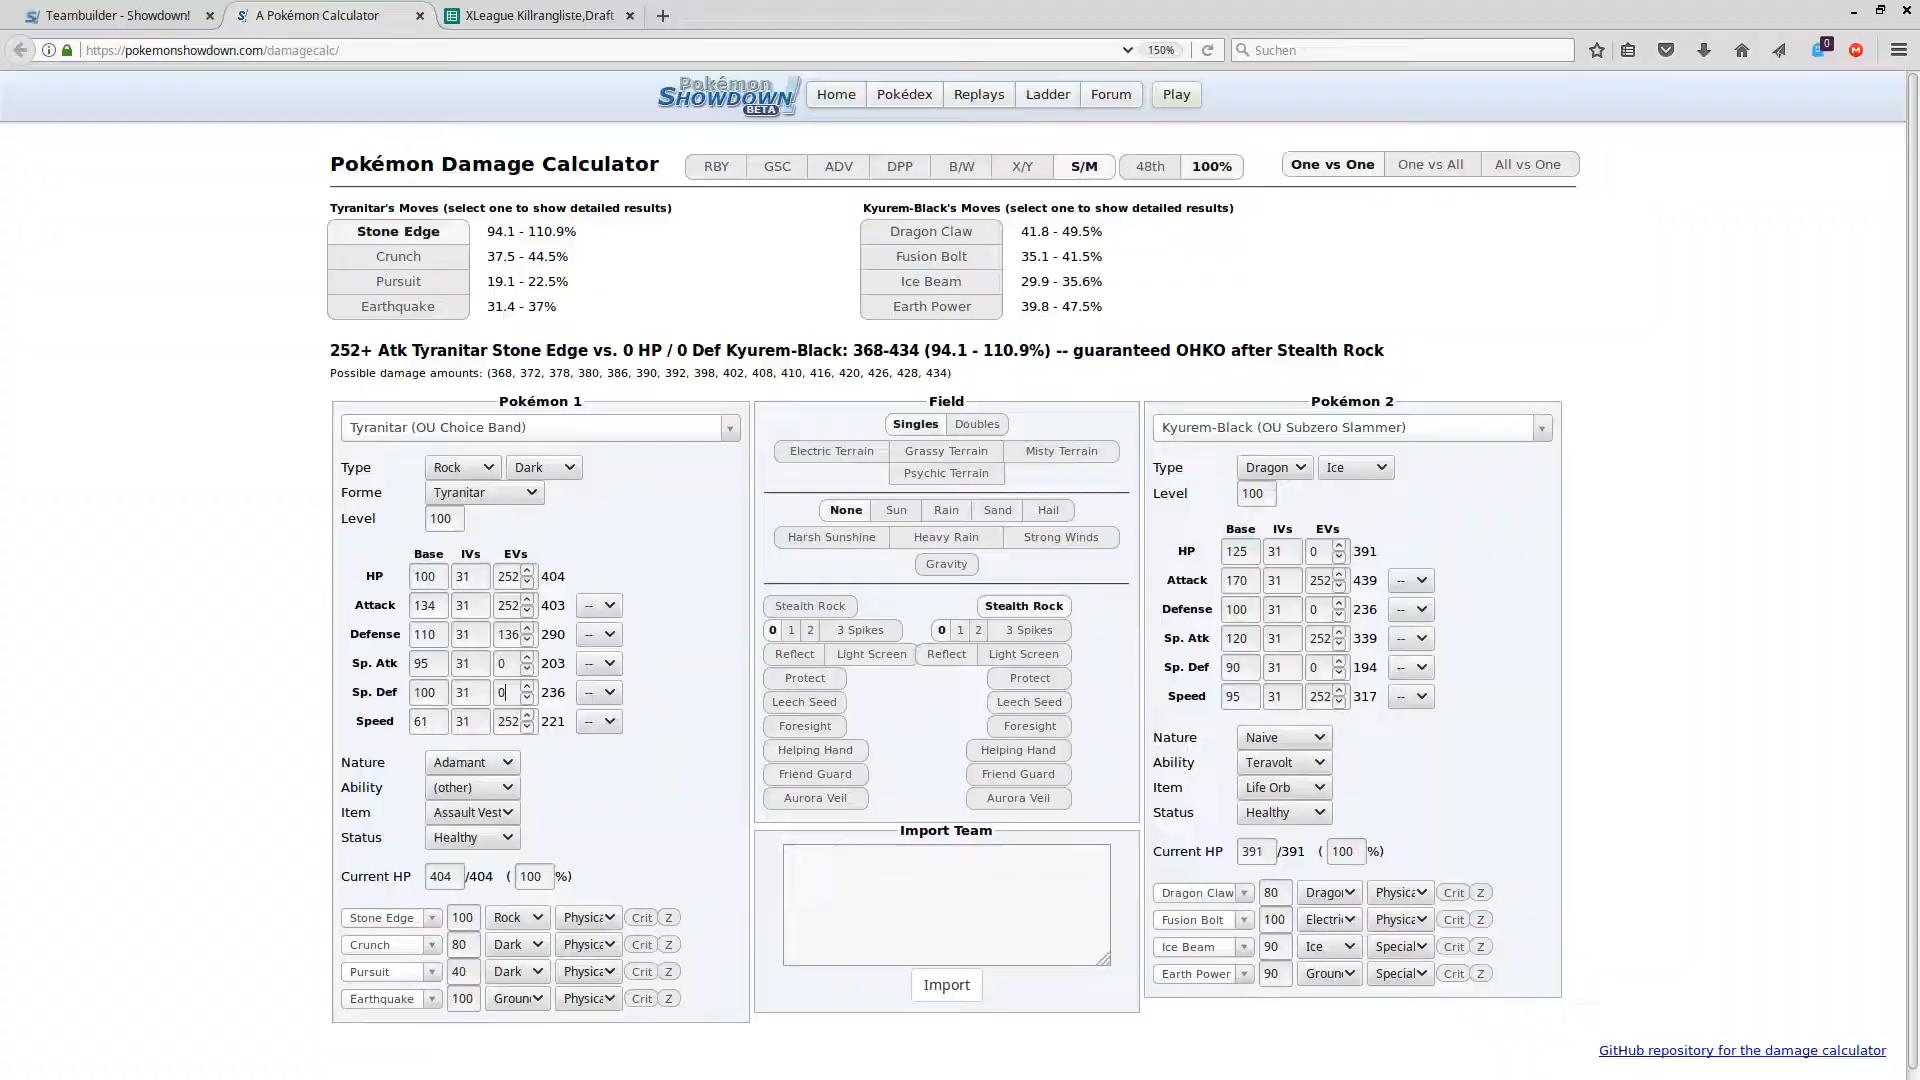 Teambuilder - Showdown! × A Pokémon Calculator × XLeague Killrangliste,Draft × +
https://pokemonshowdown.com/damagecalc/ 150% Suchen 0 M
Pokémon SHOWDOWN! BETA Home Pokédex Replays Ladder Forum Play
Pokémon Damage Calculator RBY GSC ADV DPP B/W X/Y S/M 48th 100% One vs One One vs All All vs One
Tyranitar's Moves (select one to show detailed results) Kyurem-Black's Moves (select one to show detailed results)
Stone Edge 94.1 - 110.9% Dragon Claw 41.8 - 49.5%
Crunch 37.5 - 44.5% Fusion Bolt 35.1 - 41.5%
Pursuit 19.1 - 22.5% Ice Beam 29.9 - 35.6%
Earthquake 31.4 - 37% Earth Power 39.8 - 47.5%
252+ Atk Tyranitar Stone Edge vs. 0 HP / 0 Def Kyurem-Black: 368-434 (94.1 - 110.9%) -- guaranteed OHKO after Stealth Rock
Possible damage amounts: (368, 372, 378, 380, 386, 390, 392, 398, 402, 408, 410, 416, 420, 426, 428, 434)
Pokémon 1
Tyranitar (OU Choice Band)
Type Rock Dark
Forme Tyranitar
Level 100
Base IVs EVs
HP 100 31 252 404
Attack 134 31 252 403 --
Defense 110 31 136 290 --
Sp. Atk 95 31 0 203 --
Sp. Def 100 31 0 236 --
Speed 61 31 252 221 --
Nature Adamant
Ability (other)
Item Assault Vest
Status Healthy
Current HP 404 /404 ( 100 %)
Stone Edge 100 Rock Physica Crit Z
Crunch 80 Dark Physica Crit Z
Pursuit 40 Dark Physica Crit Z
Earthquake 100 Groun Physica Crit Z
Field
Singles Doubles
Electric Terrain Grassy Terrain Misty Terrain
Psychic Terrain
None Sun Rain Sand Hail
Harsh Sunshine Heavy Rain Strong Winds
Gravity
Stealth Rock Stealth Rock
0 1 2 3 Spikes 0 1 2 3 Spikes
Reflect Light Screen Reflect Light Screen
Protect Protect
Leech Seed Leech Seed
Foresight Foresight
Helping Hand Helping Hand
Friend Guard Friend Guard
Aurora Veil Aurora Veil
Import Team
Import
Pokémon 2
Kyurem-Black (OU Subzero Slammer)
Type Dragon Ice
Level 100
Base IVs EVs
HP 125 31 0 391
Attack 170 31 252 439 --
Defense 100 31 0 236 --
Sp. Atk 120 31 252 339 --
Sp. Def 90 31 0 194 --
Speed 95 31 252 317 --
Nature Naive
Ability Teravolt
Item Life Orb
Status Healthy
Current HP 391 /391 ( 100 %)
Dragon Claw 80 Drago Physica Crit Z
Fusion Bolt 100 Electri Physica Crit Z
Ice Beam 90 Ice Special Crit Z
Earth Power 90 Groun Special Crit Z
GitHub repository for the damage calculator